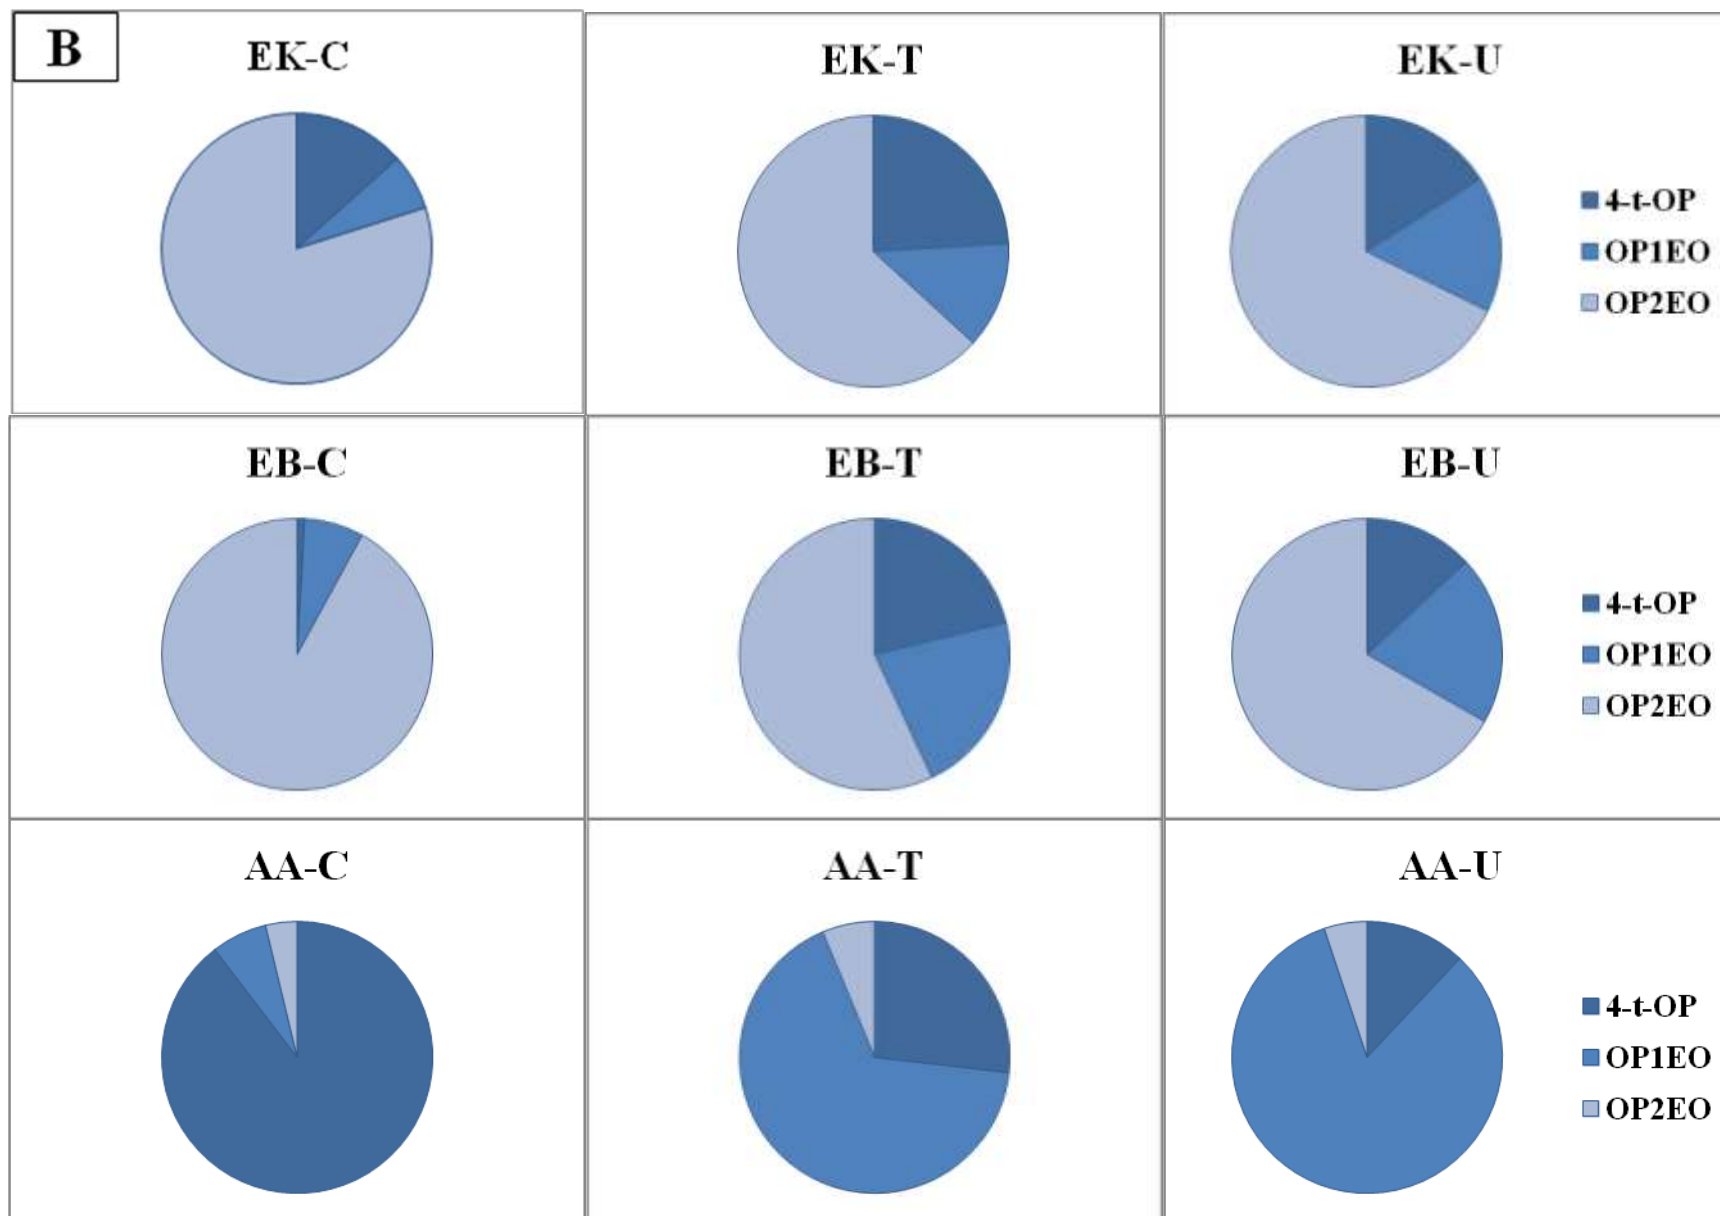 B
EK-C
EK-T
EK-U
4-t-OP
OP1EO
OP2EO
EB-C
EB-T
EB-U
4-t-OP
OP1EO
OP2EO
AA-C
AA-T
AA-U
4-t-OP
OP1EO
OP2EO